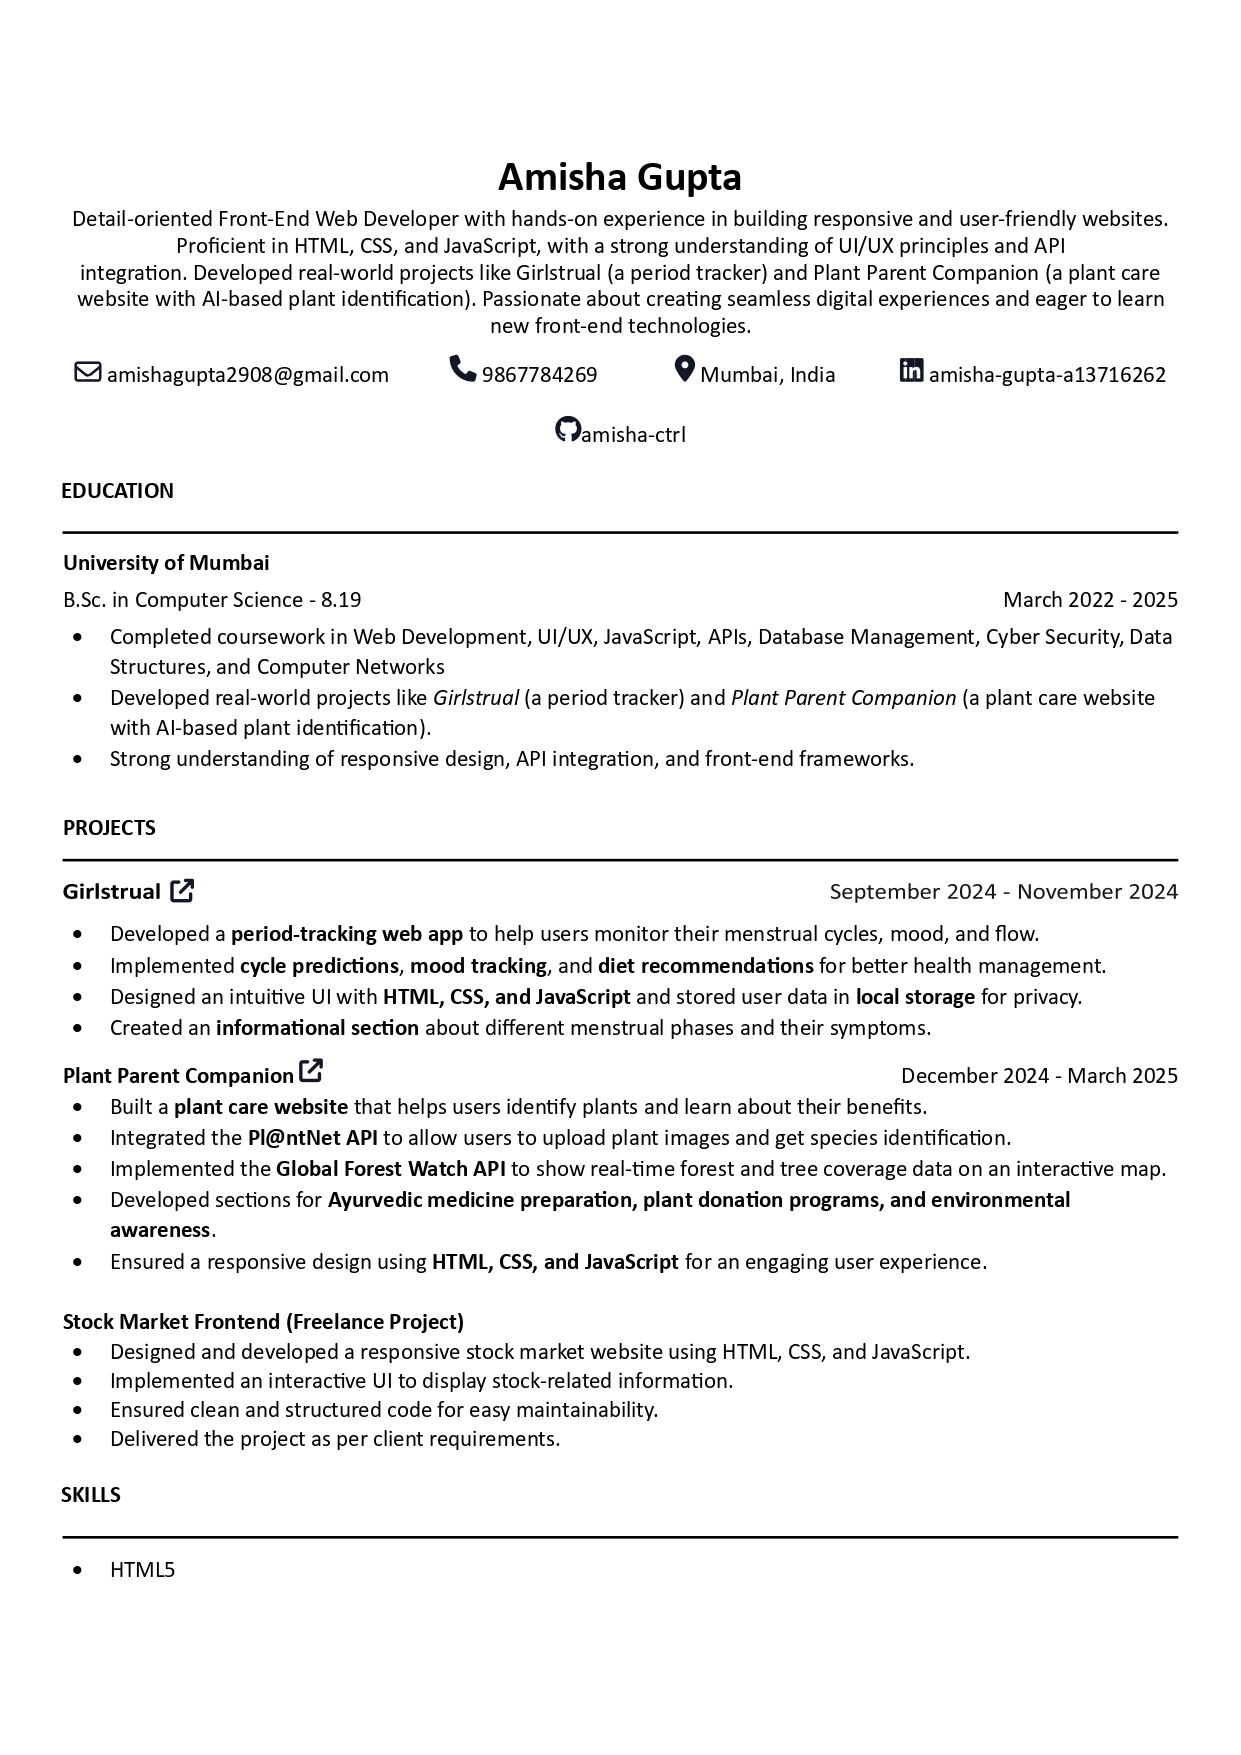 Amisha Gupta
Detail-oriented Front-End Web Developer with hands-on experience in building responsive and user-friendly websites.
Proficient in HTML, CSS, and JavaScript, with a strong understanding of UI/UX principles and API
integration. Developed real-world projects like Girlstrual (a period tracker) and Plant Parent Companion (a plant care
website with AI-based plant identification). Passionate about creating seamless digital experiences and eager to learn
new front-end technologies.
amishagupta2908@gmail.com 9867784269 Mumbai, India amisha-gupta-a13716262
amisha-ctrl
EDUCATION
University of Mumbai
B.Sc. in Computer Science - 8.19 March 2022 - 2025
• Completed coursework in Web Development, UI/UX, JavaScript, APIs, Database Management, Cyber Security, Data
Structures, and Computer Networks
• Developed real-world projects like Girlstrual (a period tracker) and Plant Parent Companion (a plant care website
with AI-based plant identification).
• Strong understanding of responsive design, API integration, and front-end frameworks.
PROJECTS
Girlstrual September 2024 - November 2024
• Developed a period-tracking web app to help users monitor their menstrual cycles, mood, and flow.
• Implemented cycle predictions, mood tracking, and diet recommendations for better health management.
• Designed an intuitive UI with HTML, CSS, and JavaScript and stored user data in local storage for privacy.
• Created an informational section about different menstrual phases and their symptoms.
Plant Parent Companion December 2024 - March 2025
• Built a plant care website that helps users identify plants and learn about their benefits.
• Integrated the Pl@ntNet API to allow users to upload plant images and get species identification.
• Implemented the Global Forest Watch API to show real-time forest and tree coverage data on an interactive map.
• Developed sections for Ayurvedic medicine preparation, plant donation programs, and environmental
awareness.
• Ensured a responsive design using HTML, CSS, and JavaScript for an engaging user experience.
Stock Market Frontend (Freelance Project)
• Designed and developed a responsive stock market website using HTML, CSS, and JavaScript.
• Implemented an interactive UI to display stock-related information.
• Ensured clean and structured code for easy maintainability.
• Delivered the project as per client requirements.
SKILLS
• HTML5